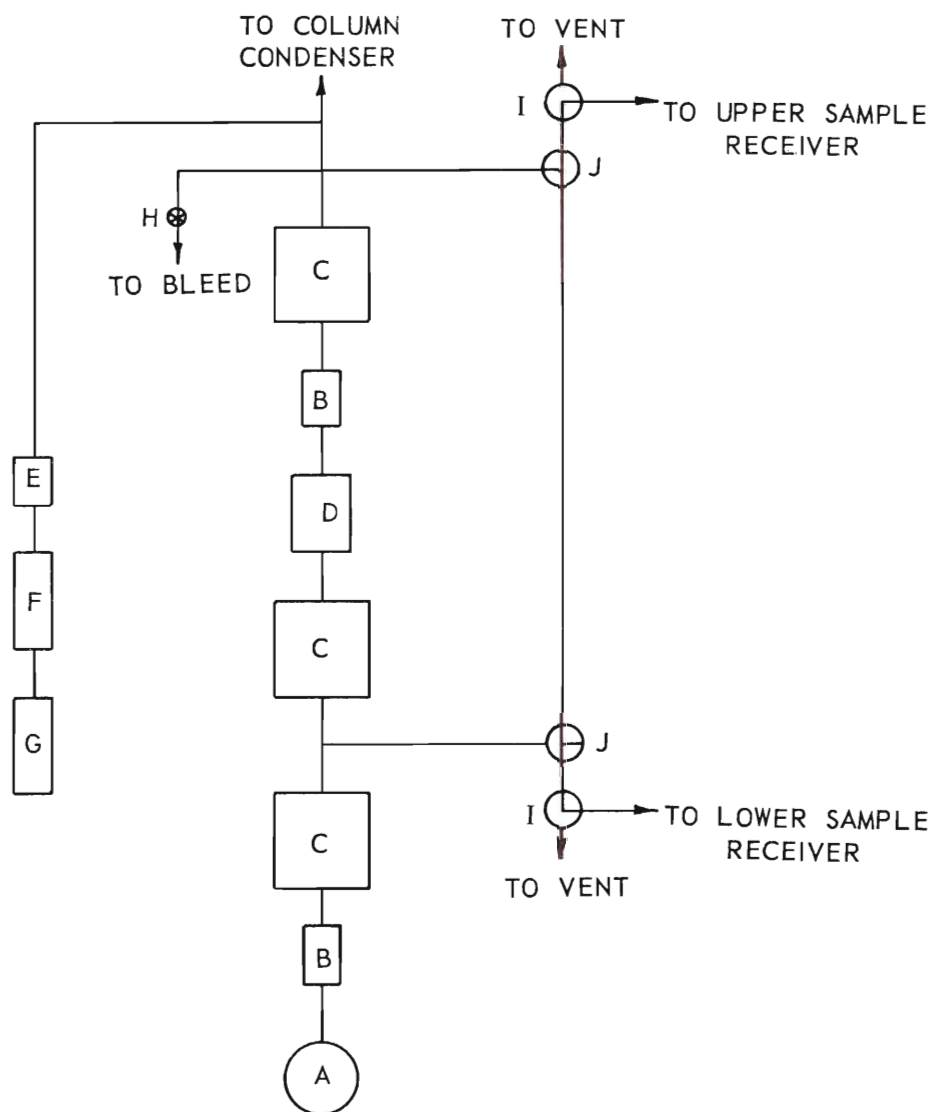 TO COLUMN
CONDENSER
TO VENT
I
TO UPPER SAMPLE
RECEIVER
J
H
TO BLEED
C
B
E
D
F
C
G
J
I
TO LOWER SAMPLE
RECEIVER
C
TO VENT
B
A